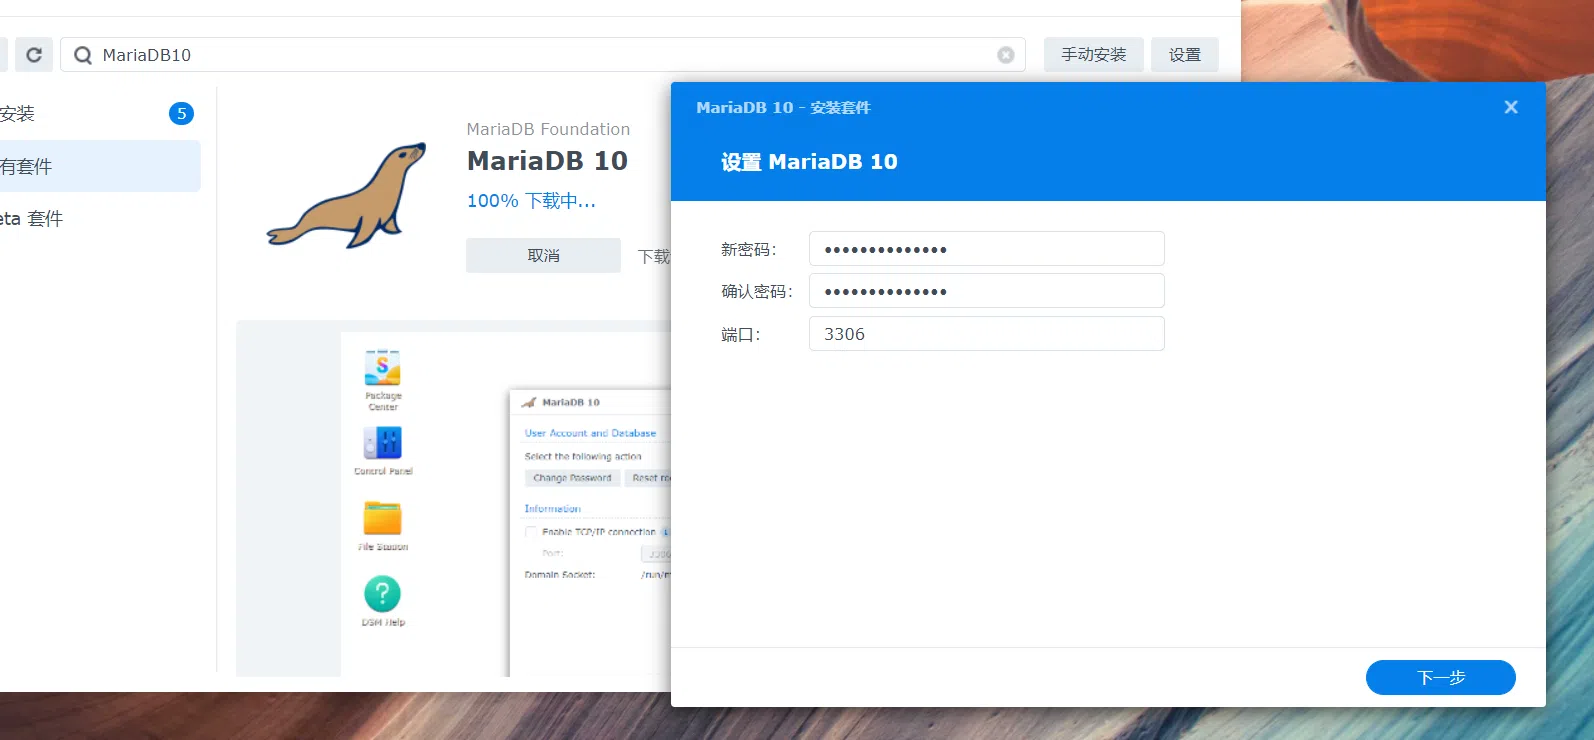 MariaDB10
手动安装
设置
安装
5
有套件
eta 套件
MariaDB Foundation
MariaDB 10
100% 下载中...
取消
下载
Package
Center
Control Panel
File Station
DSM Help
MariaDB 10
User Account and Database
Select the following action
Change Password
Reset ro
Information
Enable TCP/IP connection
Port:
3306
Domain Socket:
/run/m
MariaDB 10 - 安装套件
设置 MariaDB 10
新密码：
••••••••••••••
确认密码：
••••••••••••••
端口：
3306
下一步